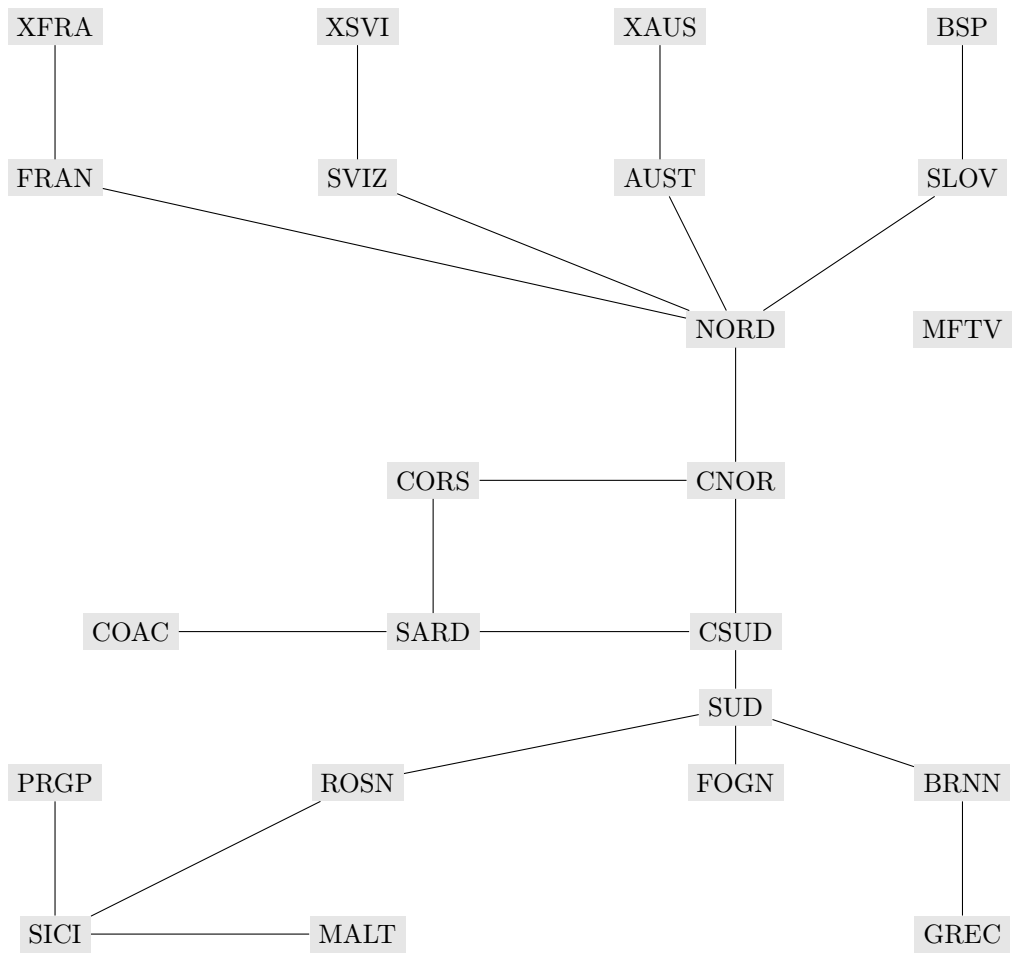 XFRA XSVI XAUS BSP
FRAN SVIZ AUST SLOV
NORD MFTV
CORS CNOR
COAC SARD CSUD
SUD
PRGP ROSN FOGN BRNN
SICI MALT GREC